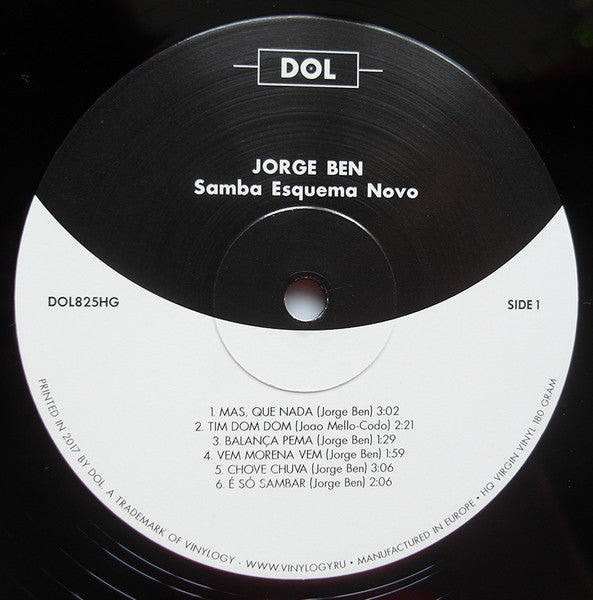 DOL
JORGE BEN
Samba Esquema Novo
DOL825HG
SIDE 1
1. MAS, QUE NADA (Jorge Ben) 3:02
2. TIM DOM DOM (Joao Mello-Codo) 2:21
3. BALANÇA PEMA (Jorge Ben) 1:29
4. VEM MORENA VEM (Jorge Ben) 1:59
5. CHOVE CHUVA (Jorge Ben) 3:06
6. É SÓ SAMBAR (Jorge Ben) 2:06
PRINTED IN 2017 BY DOL, A TRADEMARK OF VINYLOGY · WWW.VINYLOGY.RU • MANUFACTURED IN EUROPE • HQ VIRGIN VINYL 180 GRAM